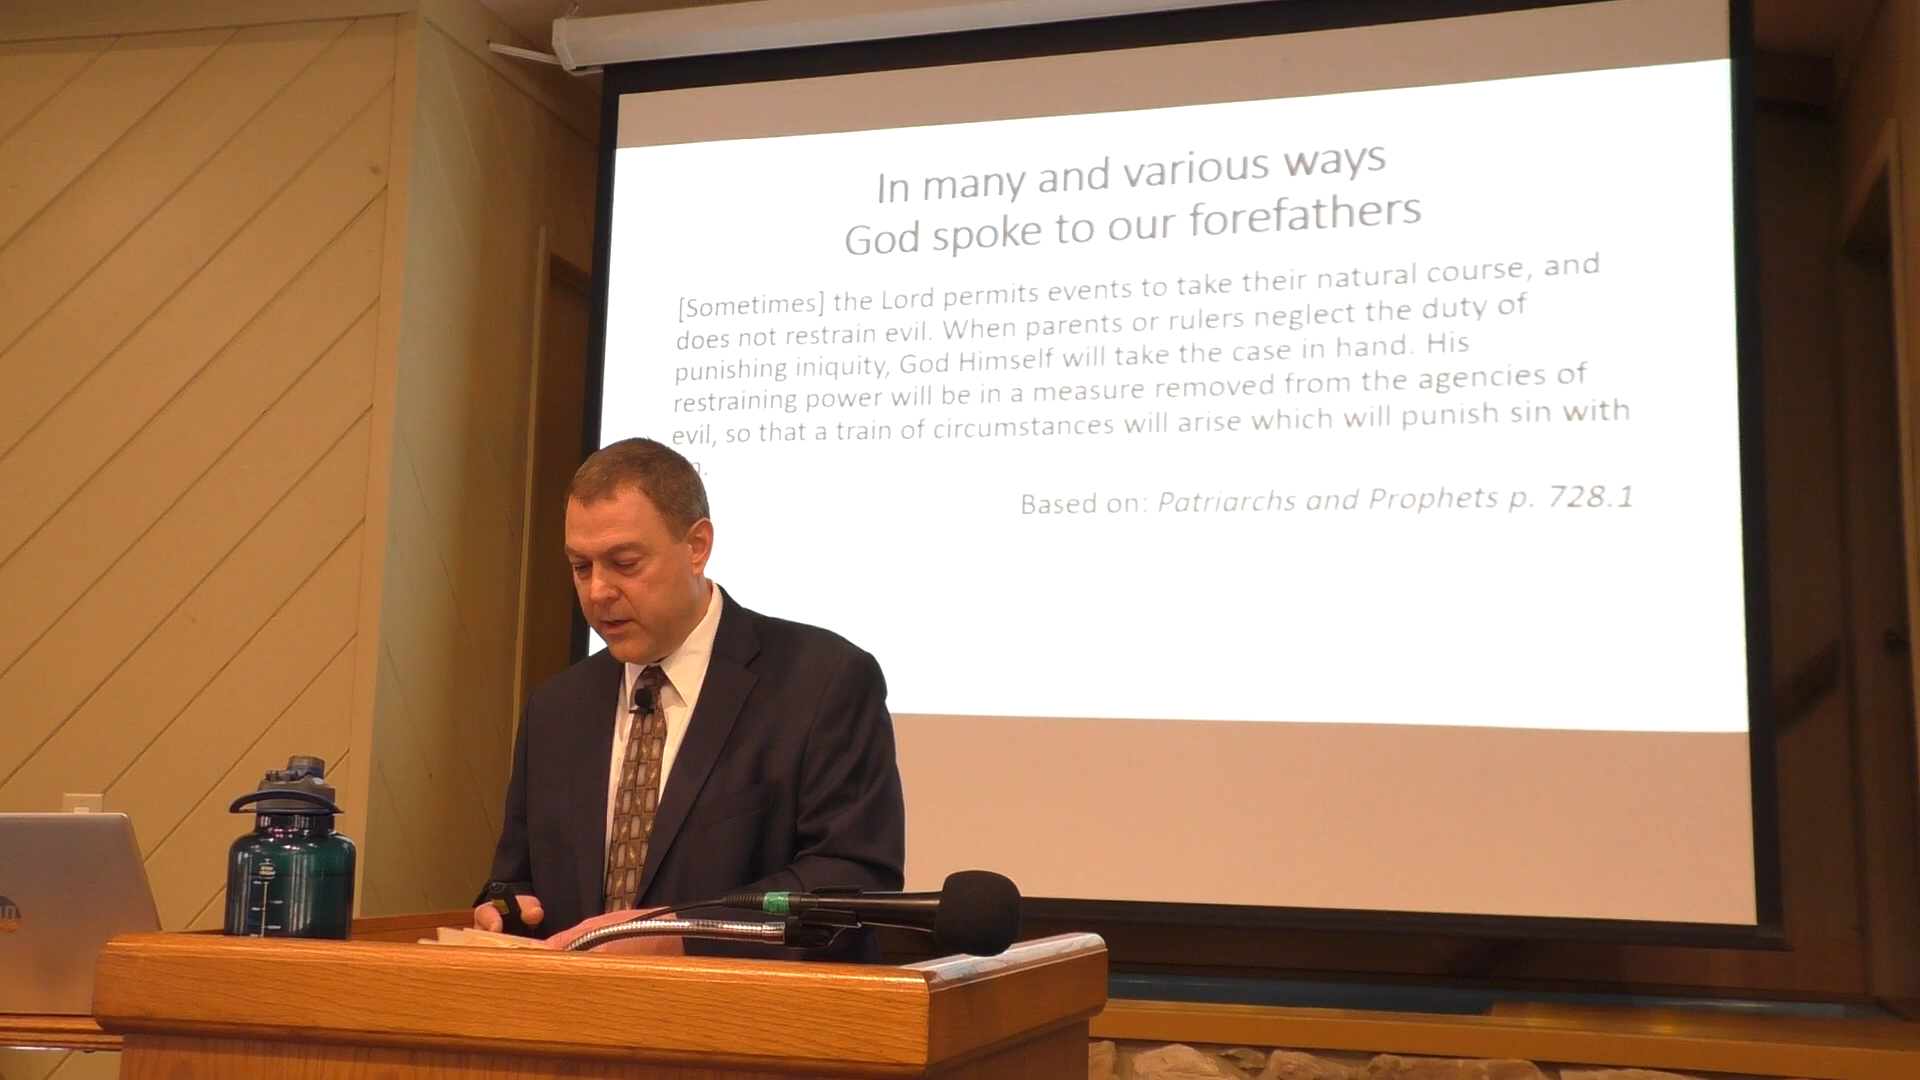 In many and various ways
God spoke to our forefathers
[Sometimes] the Lord permits events to take their natural course, and
does not restrain evil. When parents or rulers neglect the duty of
punishing iniquity, God Himself will take the case in hand. His
restraining power will be in a measure removed from the agencies of
evil, so that a train of circumstances will arise which will punish sin with
Based on: Patriarchs and Prophets p. 728.1